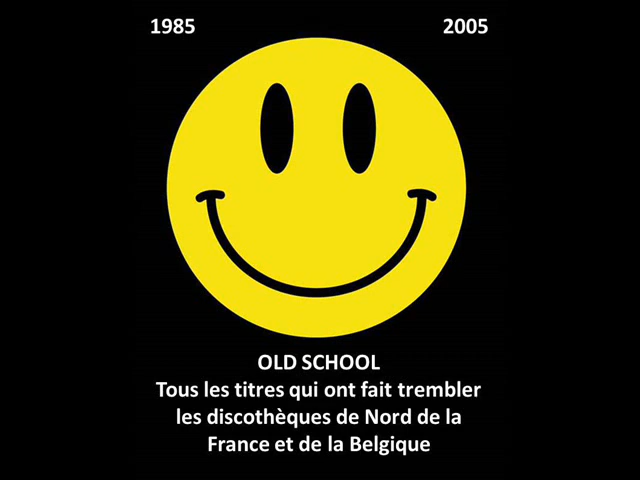 1985 2005
OLD SCHOOL
Tous les titres qui ont fait trembler
les discothèques de Nord de la
France et de la Belgique